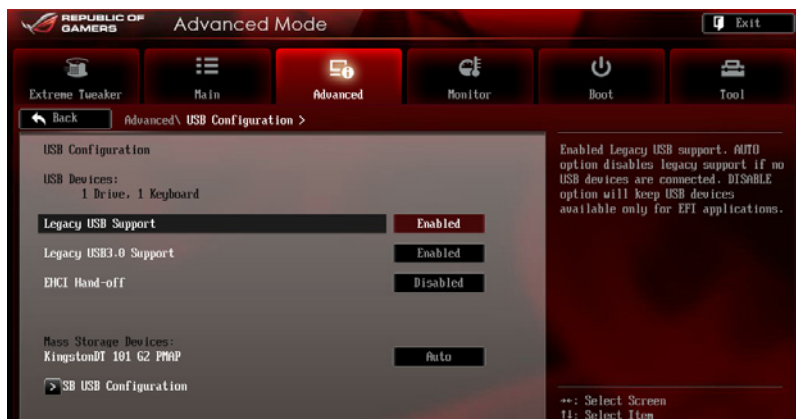 REPUBLIC OF
GAMERS
Advanced Mode
Exit
Extreme Tweaker
Main
Advanced
Monitor
Boot
Tool
Back
Advanced\ USB Configuration >
USB Configuration
USB Devices:
1 Drive, 1 Keyboard
Legacy USB Support Enabled
Legacy USB3.0 Support Enabled
EHCI Hand-off Disabled
Mass Storage Devices:
KingstonDT 101 G2 PMAP Auto
> SB USB Configuration
Enabled Legacy USB support. AUTO
option disables legacy support if no
USB devices are connected. DISABLE
option will keep USB devices
available only for EFI applications.
→←: Select Screen
↑↓: Select Item